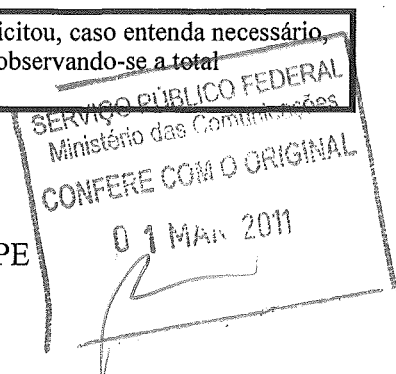 icitou, caso entenda necessário,
observando-se a total
SERVIÇO PÚBLICO FEDERAL
Ministério das Comunicações
CONFERE COM O ORIGINAL
01 MAR 2011
PE